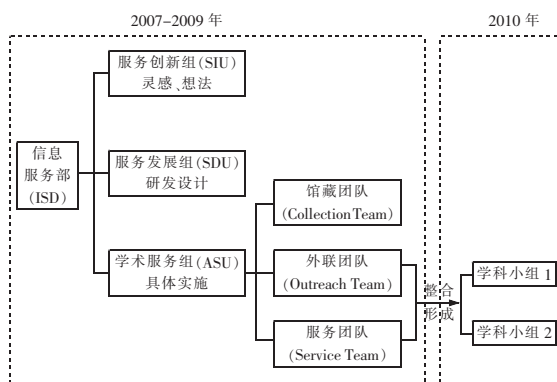 2007-2009 年
2010 年
服务创新组(SIU)
灵感、想法
信息
服务部
(ISD)
服务发展组(SDU)
研发设计
学术服务组(ASU)
具体实施
馆藏团队
(Collection Team)
外联团队
(Outreach Team)
服务团队
(Service Team)
整合
形成
学科小组 1
学科小组 2